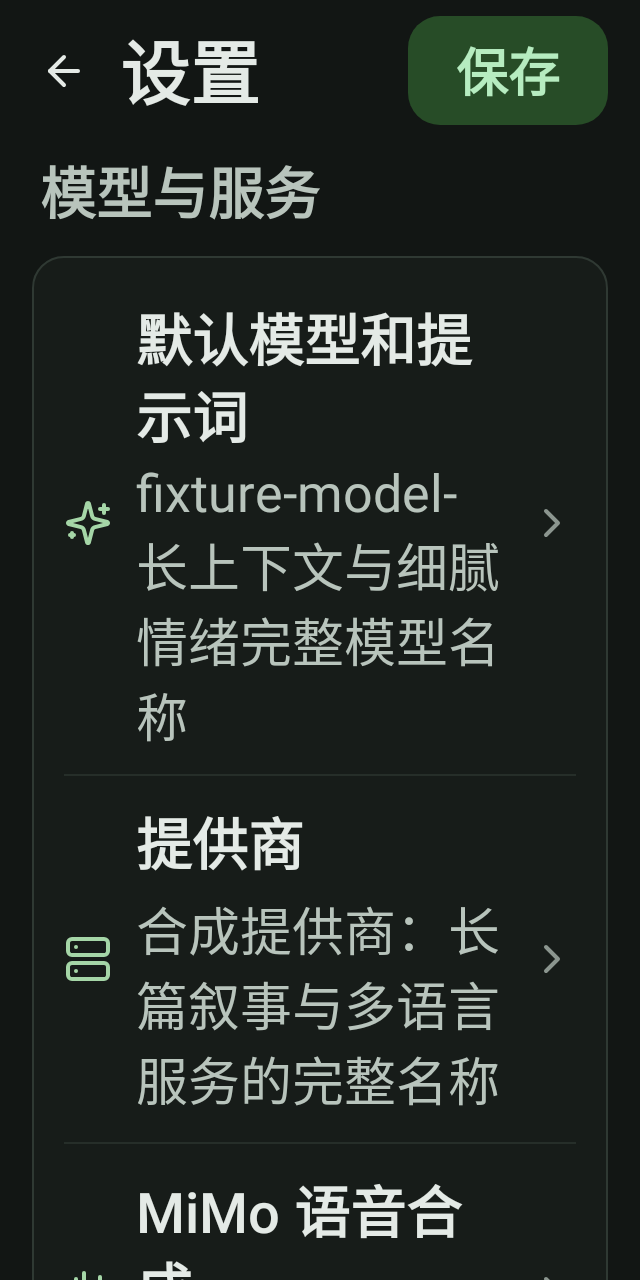 设置
保存
模型与服务
默认模型和提
示词
fixture-model-
长上下文与细腻
情绪完整模型名
称
提供商
合成提供商：长
篇叙事与多语言
服务的完整名称
MiMo 语音合
成